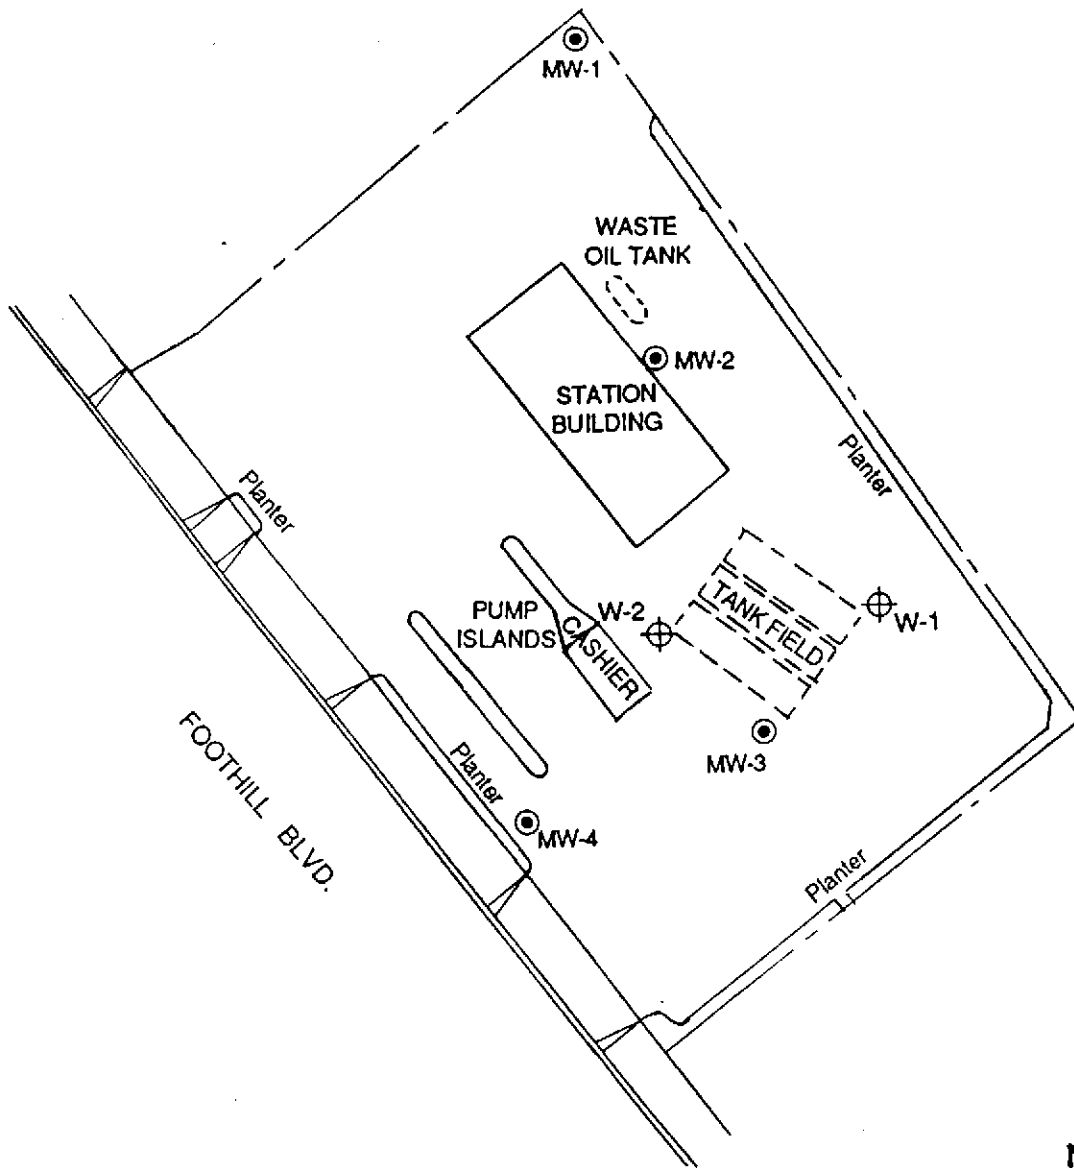 MW-1
WASTE
OIL TANK
MW-2
STATION
BUILDING
Planter
Planter
PUMP
ISLANDS
CASHIER
W-2
TANK FIELD
W-1
MW-3
Planter
MW-4
FOOTHILL BLVD.
Planter